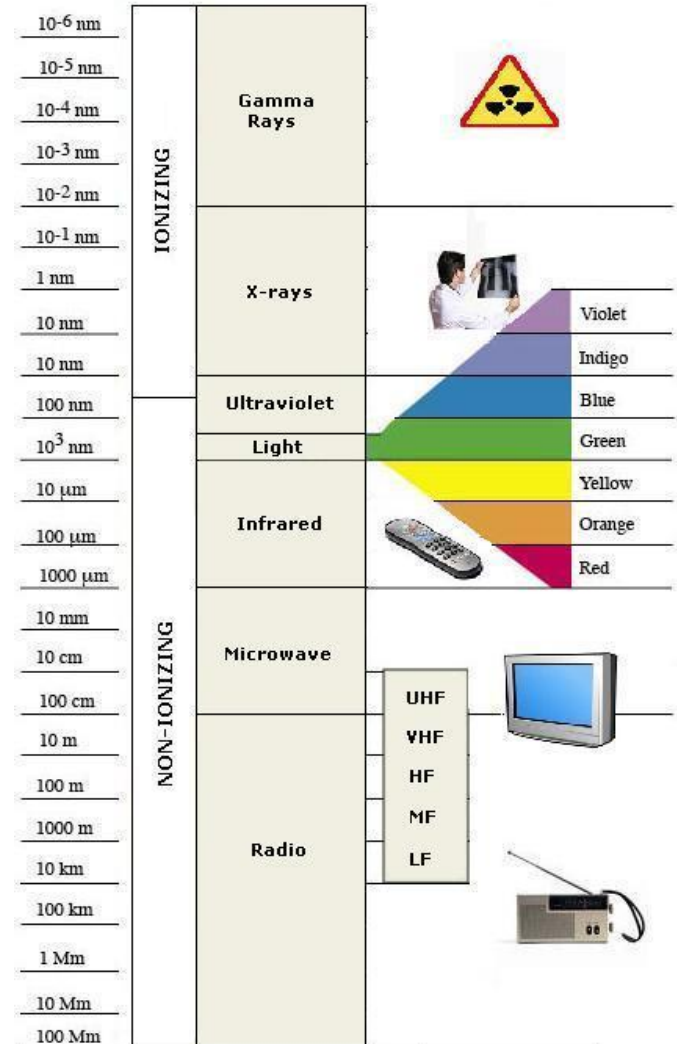 10-6 nm
10-5 nm
10-4 nm
10-3 nm
10-2 nm
10-1 nm
1 nm
10 nm
10 nm
100 nm
103 nm
10 µm
100 µm
1000 µm
10 mm
10 cm
100 cm
10 m
100 m
1000 m
10 km
100 km
1 Mm
10 Mm
100 Mm
IONIZING
NON-IONIZING
Gamma
Rays
X-rays
Ultraviolet
Light
Infrared
Microwave
Radio
UHF
VHF
HF
MF
LF
Violet
Indigo
Blue
Green
Yellow
Orange
Red